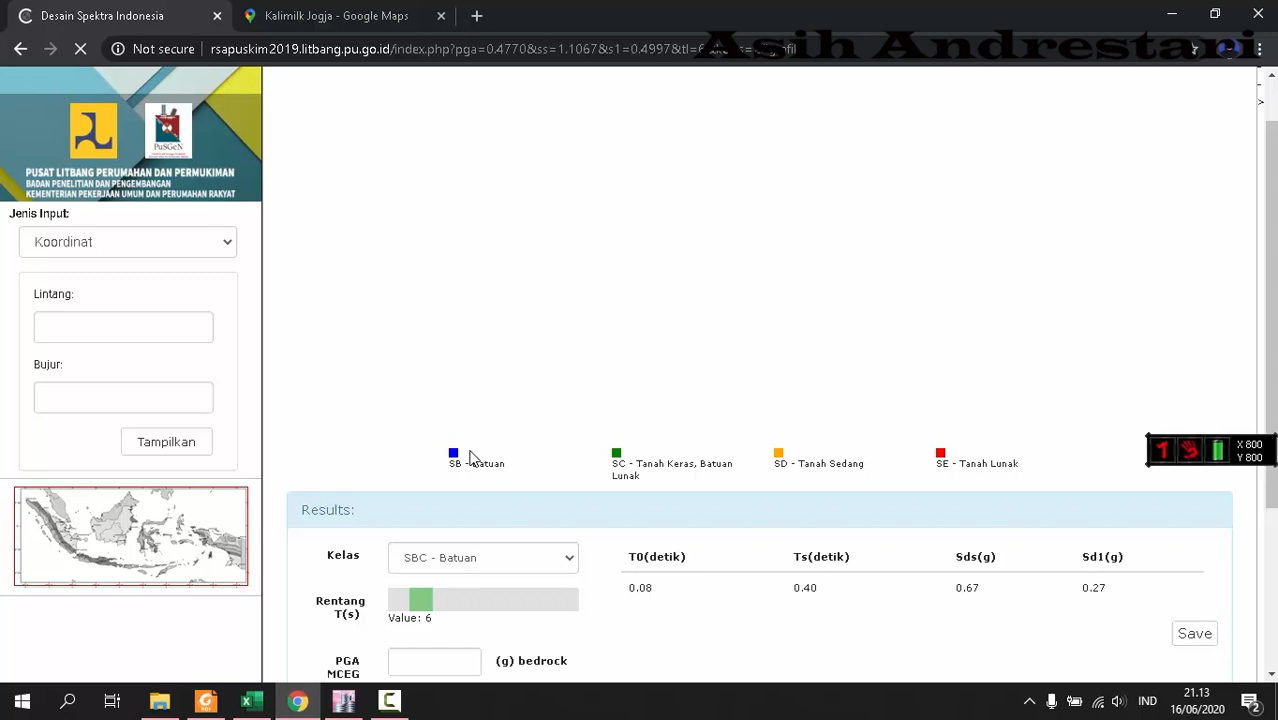 Desain Spektra Indonesia
Kalimilk Jogja - Google Maps
Not secure
rsapuskim2019.litbang.pu.go.id/index.php?pga=0.4770&ss=1.1067&s1=0.4997&tl=6
Asih Andrestani
PuSGeN
PUSAT LITBANG PERUMAHAN DAN PERMUKIMAN
BADAN PENELITIAN DAN PENGEMBANGAN
KEMENTERIAN PEKERJAAN UMUM DAN PERUMAHAN RAKYAT
Jenis Input:
Koordinat
Lintang:
Bujur:
Tampilkan
SB - Batuan
SC - Tanah Keras, Batuan
Lunak
SD - Tanah Sedang
SE - Tanah Lunak
X 800
Y 800
Results:
Kelas
SBC - Batuan
T0(detik)
Ts(detik)
Sds(g)
Sd1(g)
0.08
0.40
0.67
0.27
Rentang
T(s)
Value: 6
Save
PGA
MCEG
(g) bedrock
IND
21.13
16/06/2020
2